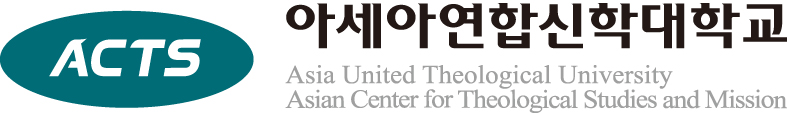 ACTS
아세아연합신학대학교
Asia United Theological University
Asian Center for Theological Studies and Mission